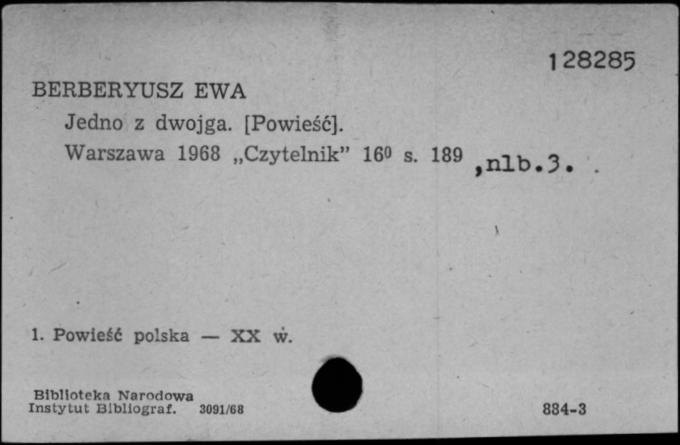 128285
BERBERYUSZ EWA
Jedno z dwojga. [Powieść].
Warszawa 1968 „Czytelnik” 16⁰ s. 189 ,nlb.3.
1. Powieść polska — XX w.
Biblioteka Narodowa
Instytut Bibliograf. 3091/68 884-3